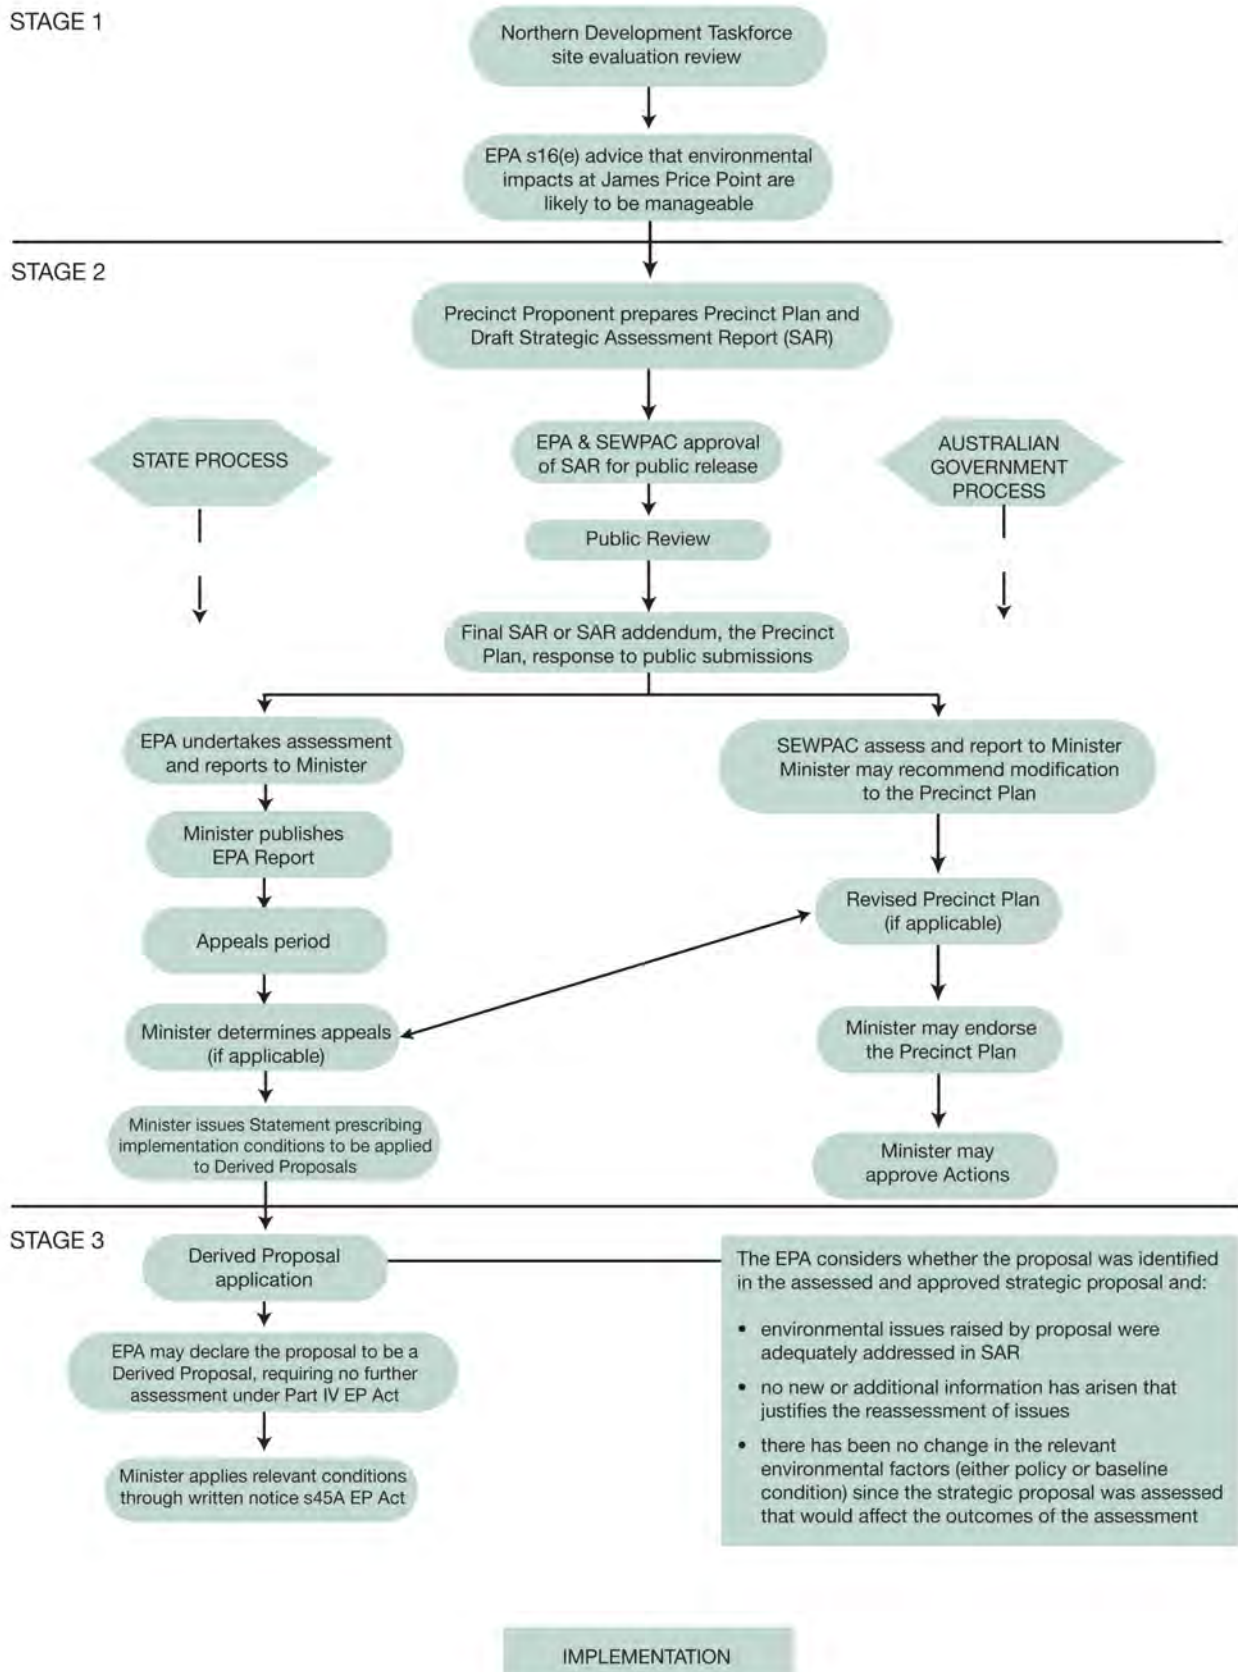 STAGE 1
Northern Development Taskforce
site evaluation review
EPA s16(e) advice that environmental
impacts at James Price Point are
likely to be manageable
STAGE 2
Precinct Proponent prepares Precinct Plan and
Draft Strategic Assessment Report (SAR)
STATE PROCESS
EPA & SEWPAC approval
of SAR for public release
AUSTRALIAN
GOVERNMENT
PROCESS
Public Review
Final SAR or SAR addendum, the Precinct
Plan, response to public submissions
EPA undertakes assessment
and reports to Minister
Minister publishes
EPA Report
Appeals period
Minister determines appeals
(if applicable)
Minister issues Statement prescribing
implementation conditions to be applied
to Derived Proposals
SEWPAC assess and report to Minister
Minister may recommend modification
to the Precinct Plan
Revised Precinct Plan
(if applicable)
Minister may endorse
the Precinct Plan
Minister may
approve Actions
STAGE 3
Derived Proposal
application
EPA may declare the proposal to be a
Derived Proposal, requiring no further
assessment under Part IV EP Act
Minister applies relevant conditions
through written notice s45A EP Act
The EPA considers whether the proposal was identified
in the assessed and approved strategic proposal and:
• environmental issues raised by proposal were
adequately addressed in SAR
• no new or additional information has arisen that
justifies the reassessment of issues
• there has been no change in the relevant
environmental factors (either policy or baseline
condition) since the strategic proposal was assessed
that would affect the outcomes of the assessment
IMPLEMENTATION